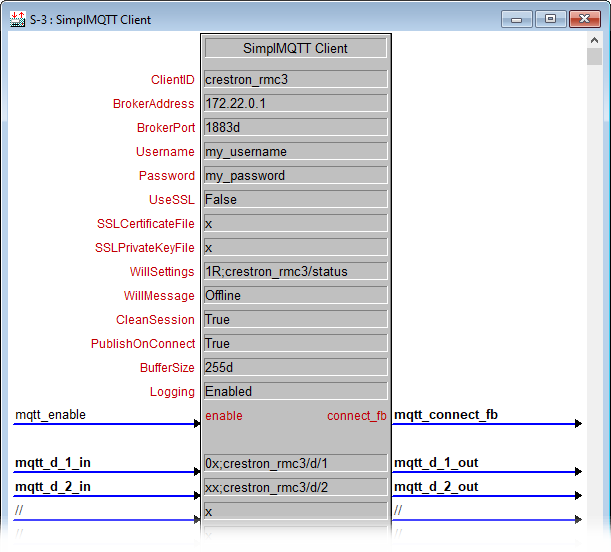 S-3 : SimplMQTT Client
SimplMQTT Client
ClientID crestron_rmc3
BrokerAddress 172.22.0.1
BrokerPort 1883d
Username my_username
Password my_password
UseSSL False
SSLCertificateFile x
SSLPrivateKeyFile x
WillSettings 1R;crestron_rmc3/status
WillMessage Offline
CleanSession True
PublishOnConnect True
BufferSize 255d
Logging Enabled
mqtt_enable enable connect_fb mqtt_connect_fb
mqtt_d_1_in 0x;crestron_rmc3/d/1 mqtt_d_1_out
mqtt_d_2_in xx;crestron_rmc3/d/2 mqtt_d_2_out
// x //
// x //